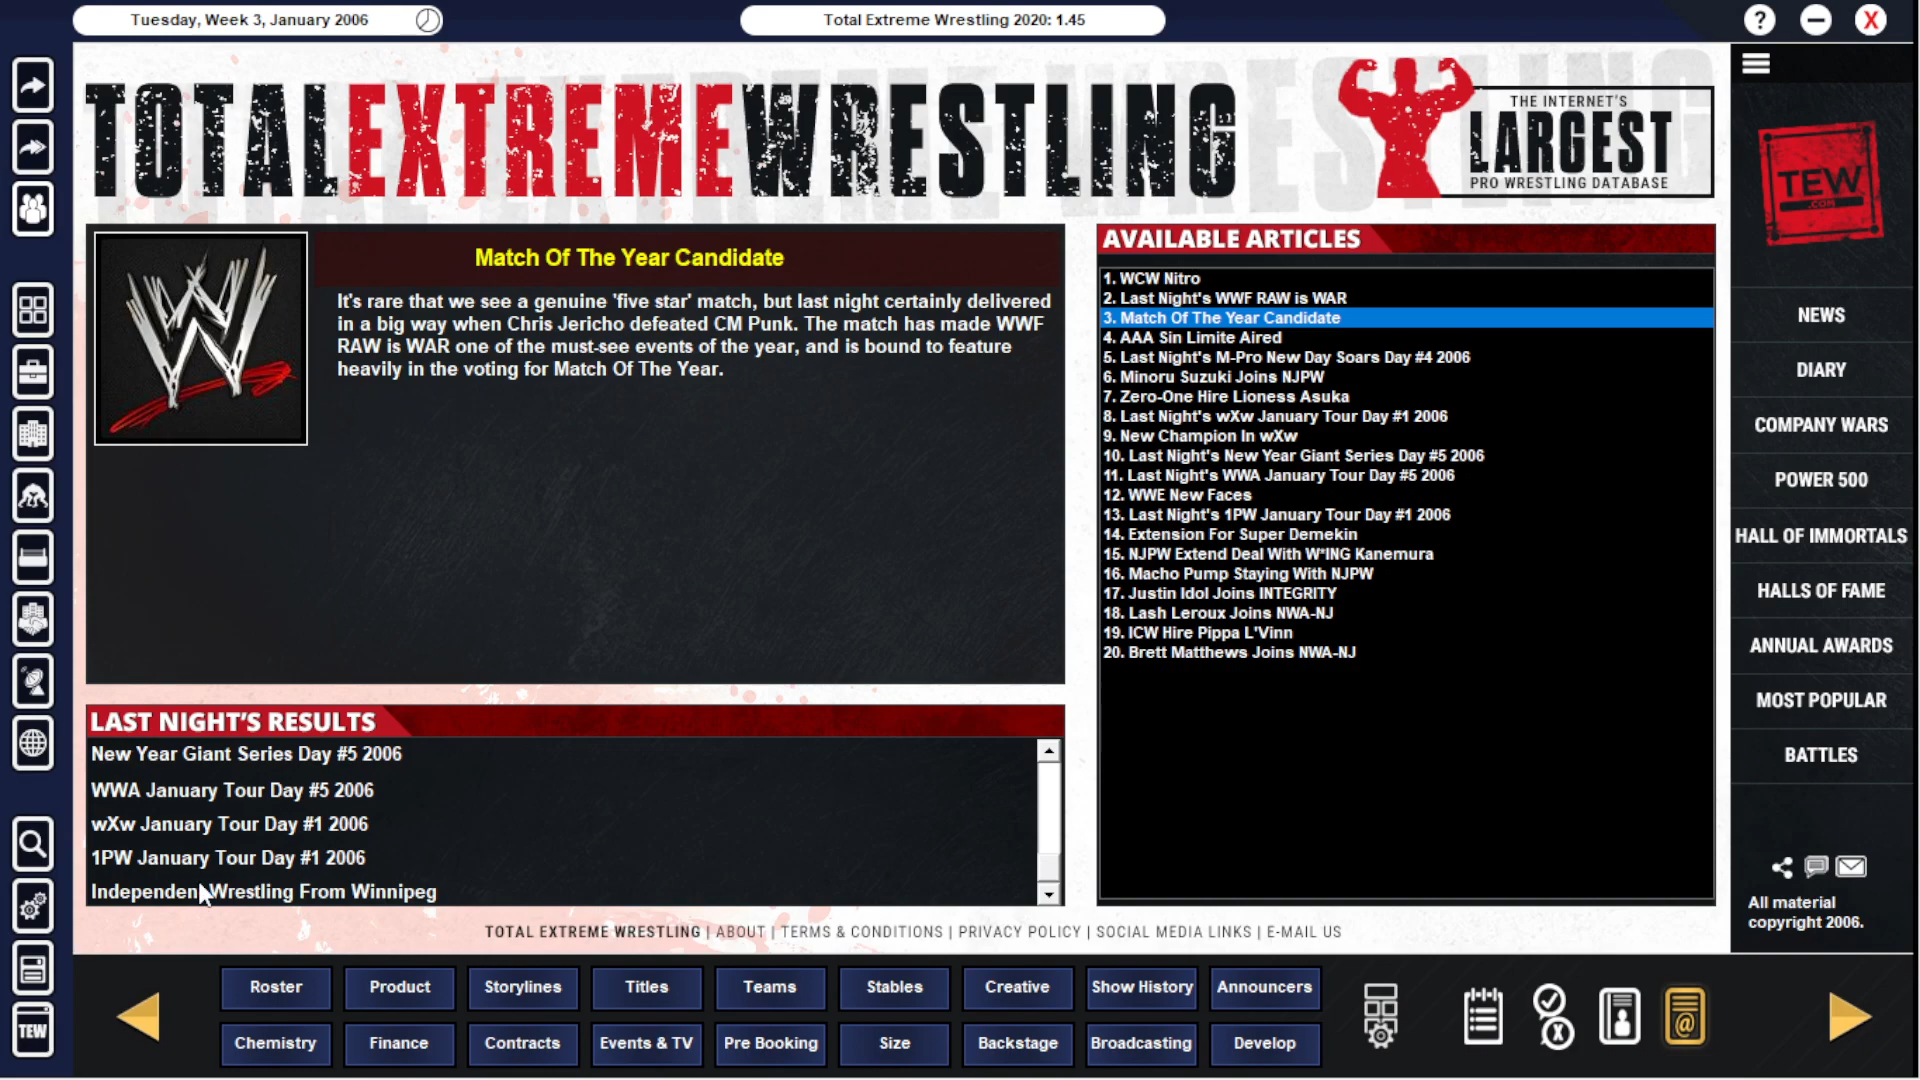 Tuesday, Week 3, January 2006
Total Extreme Wrestling 2020: 1.45
?
X
TOTALEXTREMEWRESTLING
THE INTERNET'S
LARGEST
PRO WRESTLING DATABASE
TEW
.COM
Match Of The Year Candidate
It's rare that we see a genuine 'five star' match, but last night certainly delivered
in a big way when Chris Jericho defeated CM Punk. The match has made WWF
RAW is WAR one of the must-see events of the year, and is bound to feature
heavily in the voting for Match Of The Year.
AVAILABLE ARTICLES
1. WCW Nitro
2. Last Night's WWF RAW is WAR
3. Match Of The Year Candidate
4. AAA Sin Limite Aired
5. Last Night's M-Pro New Day Soars Day #4 2006
6. Minoru Suzuki Joins NJPW
7. Zero-One Hire Lioness Asuka
8. Last Night's wXw January Tour Day #1 2006
9. New Champion In wXw
10. Last Night's New Year Giant Series Day #5 2006
11. Last Night's WWA January Tour Day #5 2006
12. WWE New Faces
13. Last Night's 1PW January Tour Day #1 2006
14. Extension For Super Demekin
15. NJPW Extend Deal With W*ING Kanemura
16. Macho Pump Staying With NJPW
17. Justin Idol Joins INTEGRITY
18. Lash Leroux Joins NWA-NJ
19. ICW Hire Pippa L'Vinn
20. Brett Matthews Joins NWA-NJ
LAST NIGHT'S RESULTS
New Year Giant Series Day #5 2006
WWA January Tour Day #5 2006
wXw January Tour Day #1 2006
1PW January Tour Day #1 2006
Independent Wrestling From Winnipeg
NEWS
DIARY
COMPANY WARS
POWER 500
HALL OF IMMORTALS
HALLS OF FAME
ANNUAL AWARDS
MOST POPULAR
BATTLES
All material
copyright 2006.
TOTAL EXTREME WRESTLING | ABOUT | TERMS & CONDITIONS | PRIVACY POLICY | SOCIAL MEDIA LINKS | E-MAIL US
TEW
Roster Product Storylines Titles Teams Stables Creative Show History Announcers
Chemistry Finance Contracts Events & TV Pre Booking Size Backstage Broadcasting Develop